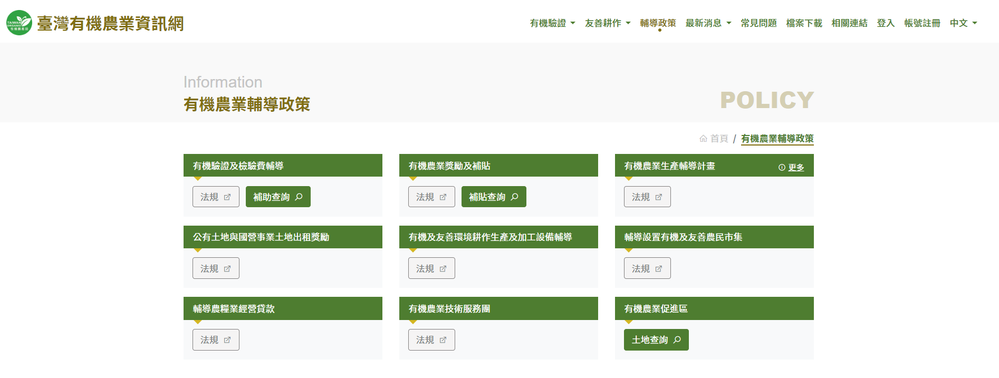 TAIWAN
ORGANIC
有機農產品
臺灣有機農業資訊網
有機驗證 友善耕作 輔導政策 最新消息 常見問題 檔案下載 相關連結 登入 帳號註冊 中文
Information
有機農業輔導政策
POLICY
首頁 / 有機農業輔導政策
有機驗證及檢驗費輔導
法規 補助查詢
有機農業獎勵及補貼
法規 補貼查詢
有機農業生產輔導計畫 更多
法規
公有土地與國營事業土地出租獎勵
法規
有機及友善環境耕作生產及加工設備輔導
法規
輔導設置有機及友善農民市集
法規
輔導農糧業經營貸款
法規
有機農業技術服務團
法規
有機農業促進區
土地查詢